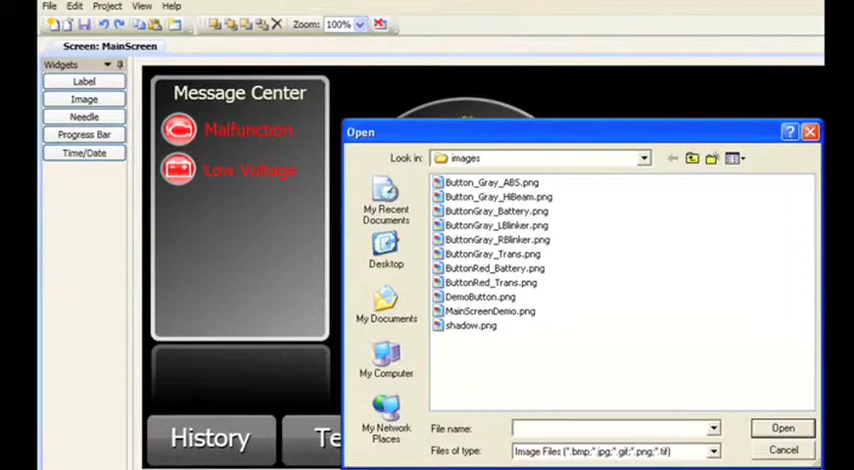 File Edit Project View Help
Zoom: 100%
Screen: MainScreen
Widgets
Label
Image
Needle
Progress Bar
Time/Date
Message Center
Malfunction
Low Voltage
History
Te
Open
Look in: images
My Recent
Documents
Desktop
My Documents
My Computer
My Network
Places
Button_Gray_ABS.png
Button_Gray_HiBeam.png
ButtonGray_Battery.png
ButtonGray_LBlinker.png
ButtonGray_RBlinker.png
ButtonGray_Trans.png
ButtonRed_Battery.png
ButtonRed_Trans.png
DemoButton.png
MainScreenDemo.png
shadow.png
File name:
Open
Files of type: Image Files (*.bmp;*.jpg;*.gif;*.png;*.tif)
Cancel